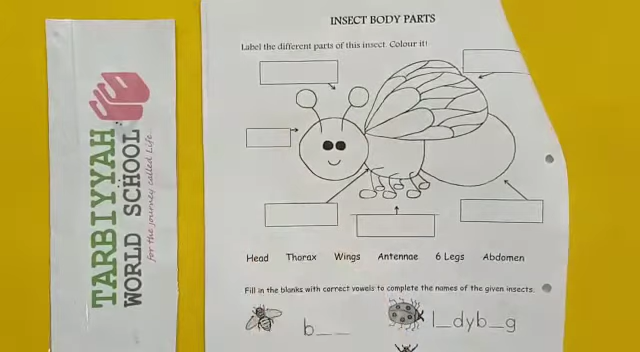 TARBIYYAH
WORLD SCHOOL
for the journey called Life..
INSECT BODY PARTS
Label the different parts of this insect. Colour it!
Head Thorax Wings Antennae 6 Legs Abdomen
Fill in the blanks with correct vowels to complete the names of the given insects.
b__ __
l_dyb_g